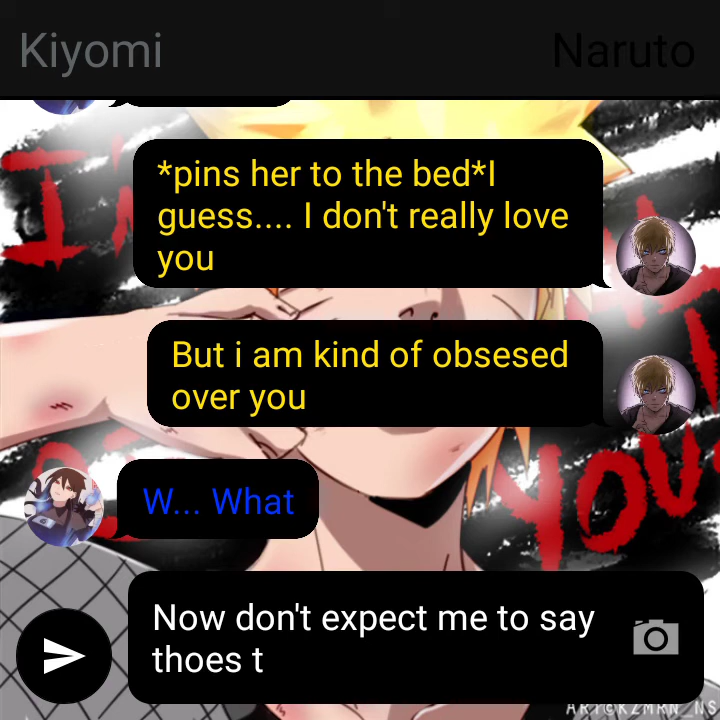 Kiyomi
Naruto
*pins her to the bed*I
guess.... I don't really love
you
But i am kind of obsesed
over you
W... What
YOU
Now don't expect me to say
thoes t